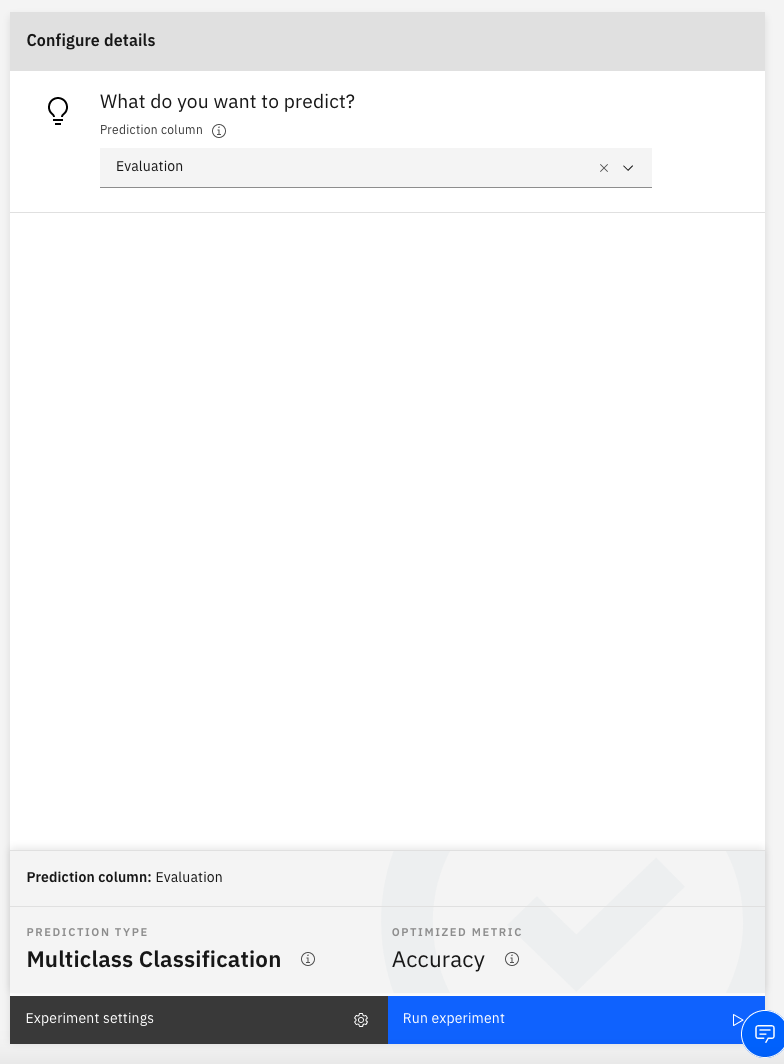 Configure details
What do you want to predict?
Prediction column
Evaluation
Prediction column: Evaluation
PREDICTION TYPE
Multiclass Classification
OPTIMIZED METRIC
Accuracy
Experiment settings
Run experiment